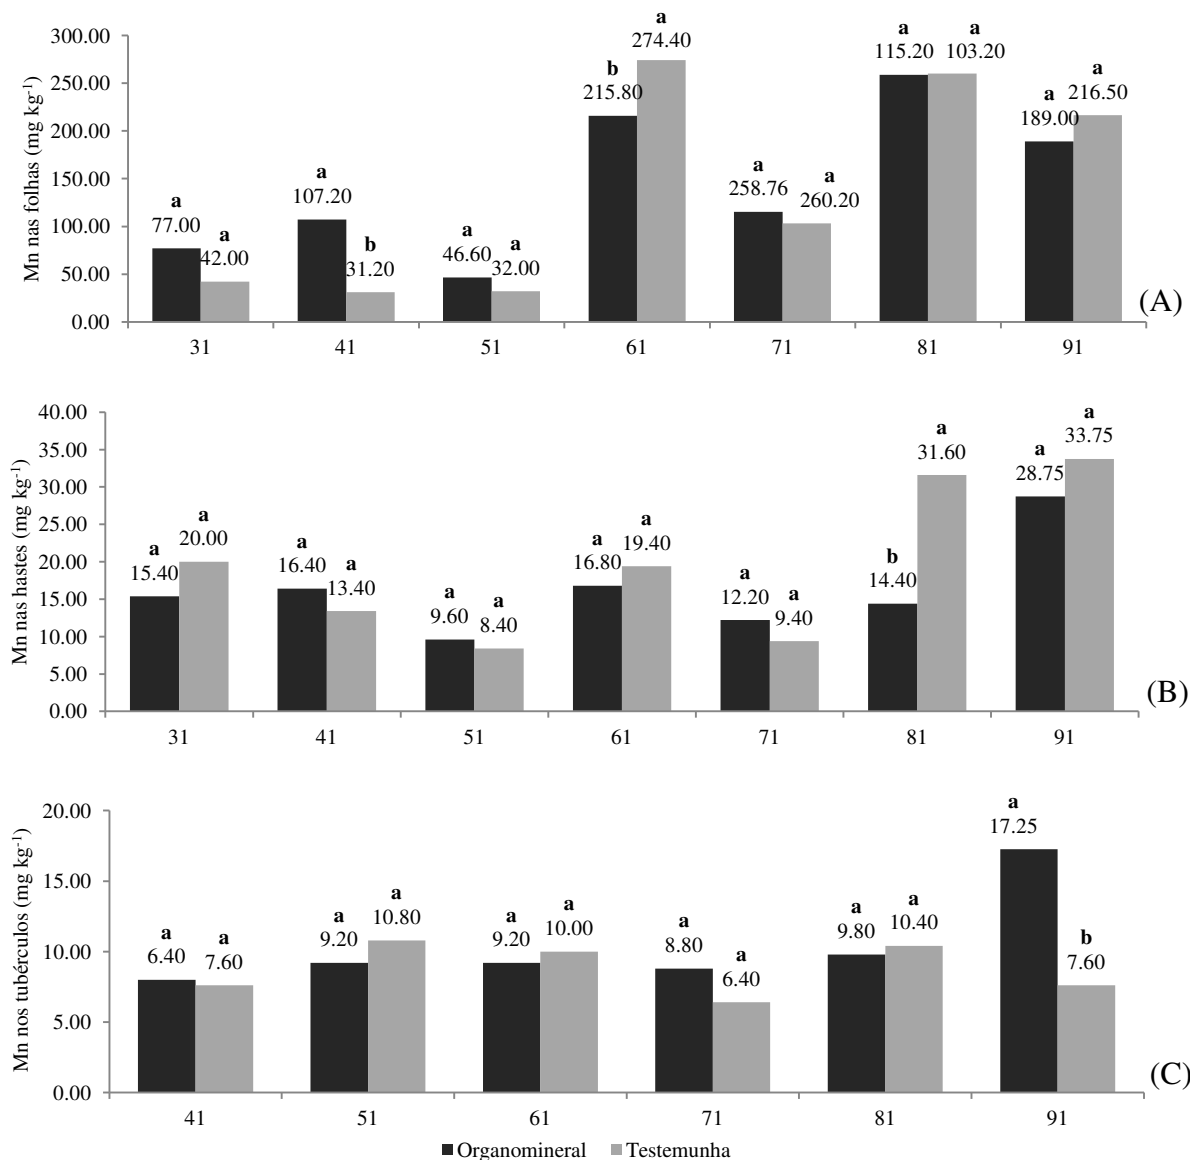 Mn nas folhas (mg kg⁻¹)
300.00
250.00
200.00
150.00
100.00
50.00
0.00
a
77.00
a
42.00
a
107.20
b
31.20
a
46.60
a
32.00
b
215.80
a
274.40
a
258.76
a
260.20
a
115.20
a
103.20
a
189.00
a
216.50
31 41 51 61 71 81 91
(A)
Mn nas hastes (mg kg⁻¹)
40.00
35.00
30.00
25.00
20.00
15.00
10.00
5.00
0.00
a
15.40
a
20.00
a
16.40
a
13.40
a
9.60
a
8.40
a
16.80
a
19.40
a
12.20
a
9.40
b
14.40
a
31.60
a
28.75
a
33.75
31 41 51 61 71 81 91
(B)
Mn nos tubérculos (mg kg⁻¹)
20.00
15.00
10.00
5.00
0.00
a
6.40
a
7.60
a
9.20
a
10.80
a
9.20
a
10.00
a
8.80
a
6.40
a
9.80
a
10.40
a
17.25
b
7.60
41 51 61 71 81 91
(C)
Organomineral Testemunha